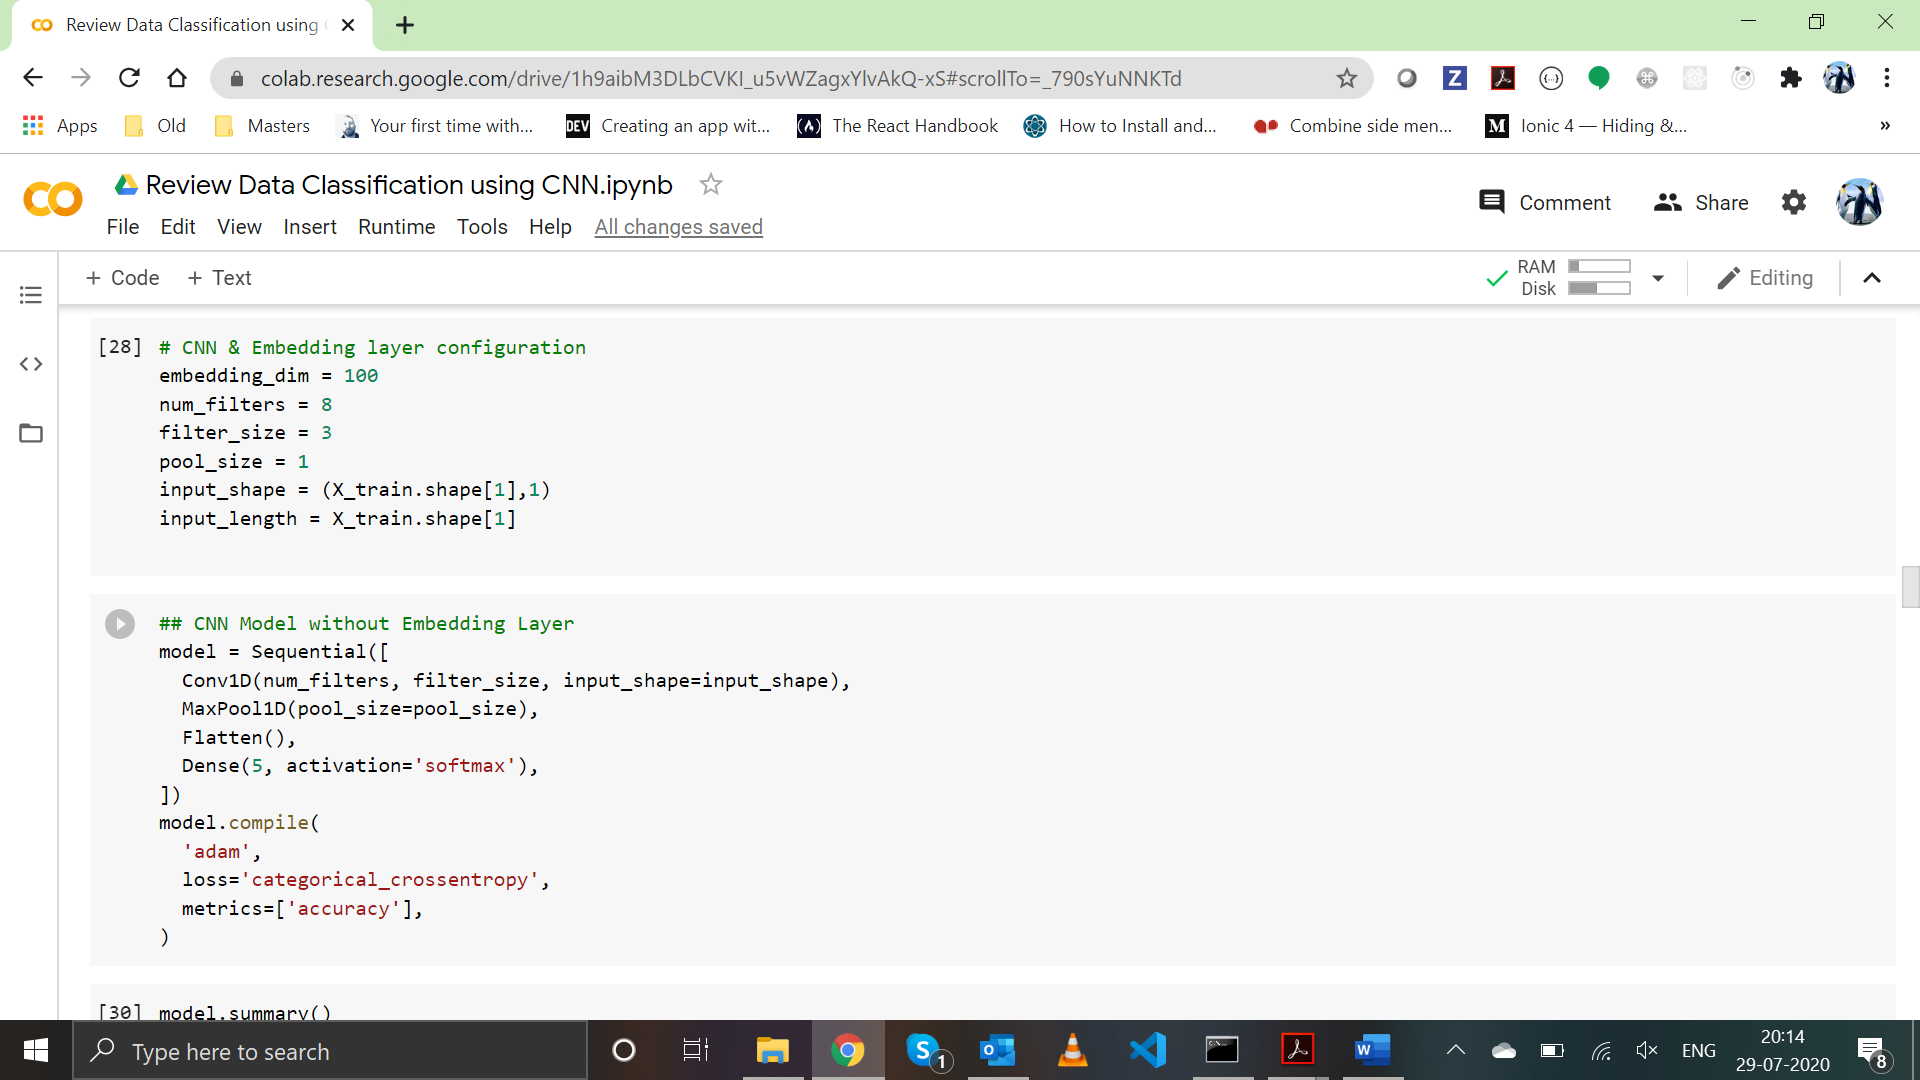 Review Data Classification using
colab.research.google.com/drive/1h9aibM3DLbCVKI_u5vWZagxYlvAkQ-xS#scrollTo=_790sYuNNKTd
Apps Old Masters Your first time with... DEV Creating an app wit... The React Handbook How to Install and... Combine side men... M Ionic 4 — Hiding &... »
Review Data Classification using CNN.ipynb
Comment Share
File Edit View Insert Runtime Tools Help All changes saved
+ Code + Text
RAM
Disk
Editing
[28] # CNN & Embedding layer configuration
embedding_dim = 100
num_filters = 8
filter_size = 3
pool_size = 1
input_shape = (X_train.shape[1],1)
input_length = X_train.shape[1]
## CNN Model without Embedding Layer
model = Sequential([
Conv1D(num_filters, filter_size, input_shape=input_shape),
MaxPool1D(pool_size=pool_size),
Flatten(),
Dense(5, activation='softmax'),
])
model.compile(
'adam',
loss='categorical_crossentropy',
metrics=['accuracy'],
)
[30] model.summary()
Type here to search
1
ENG
20:14
29-07-2020
8